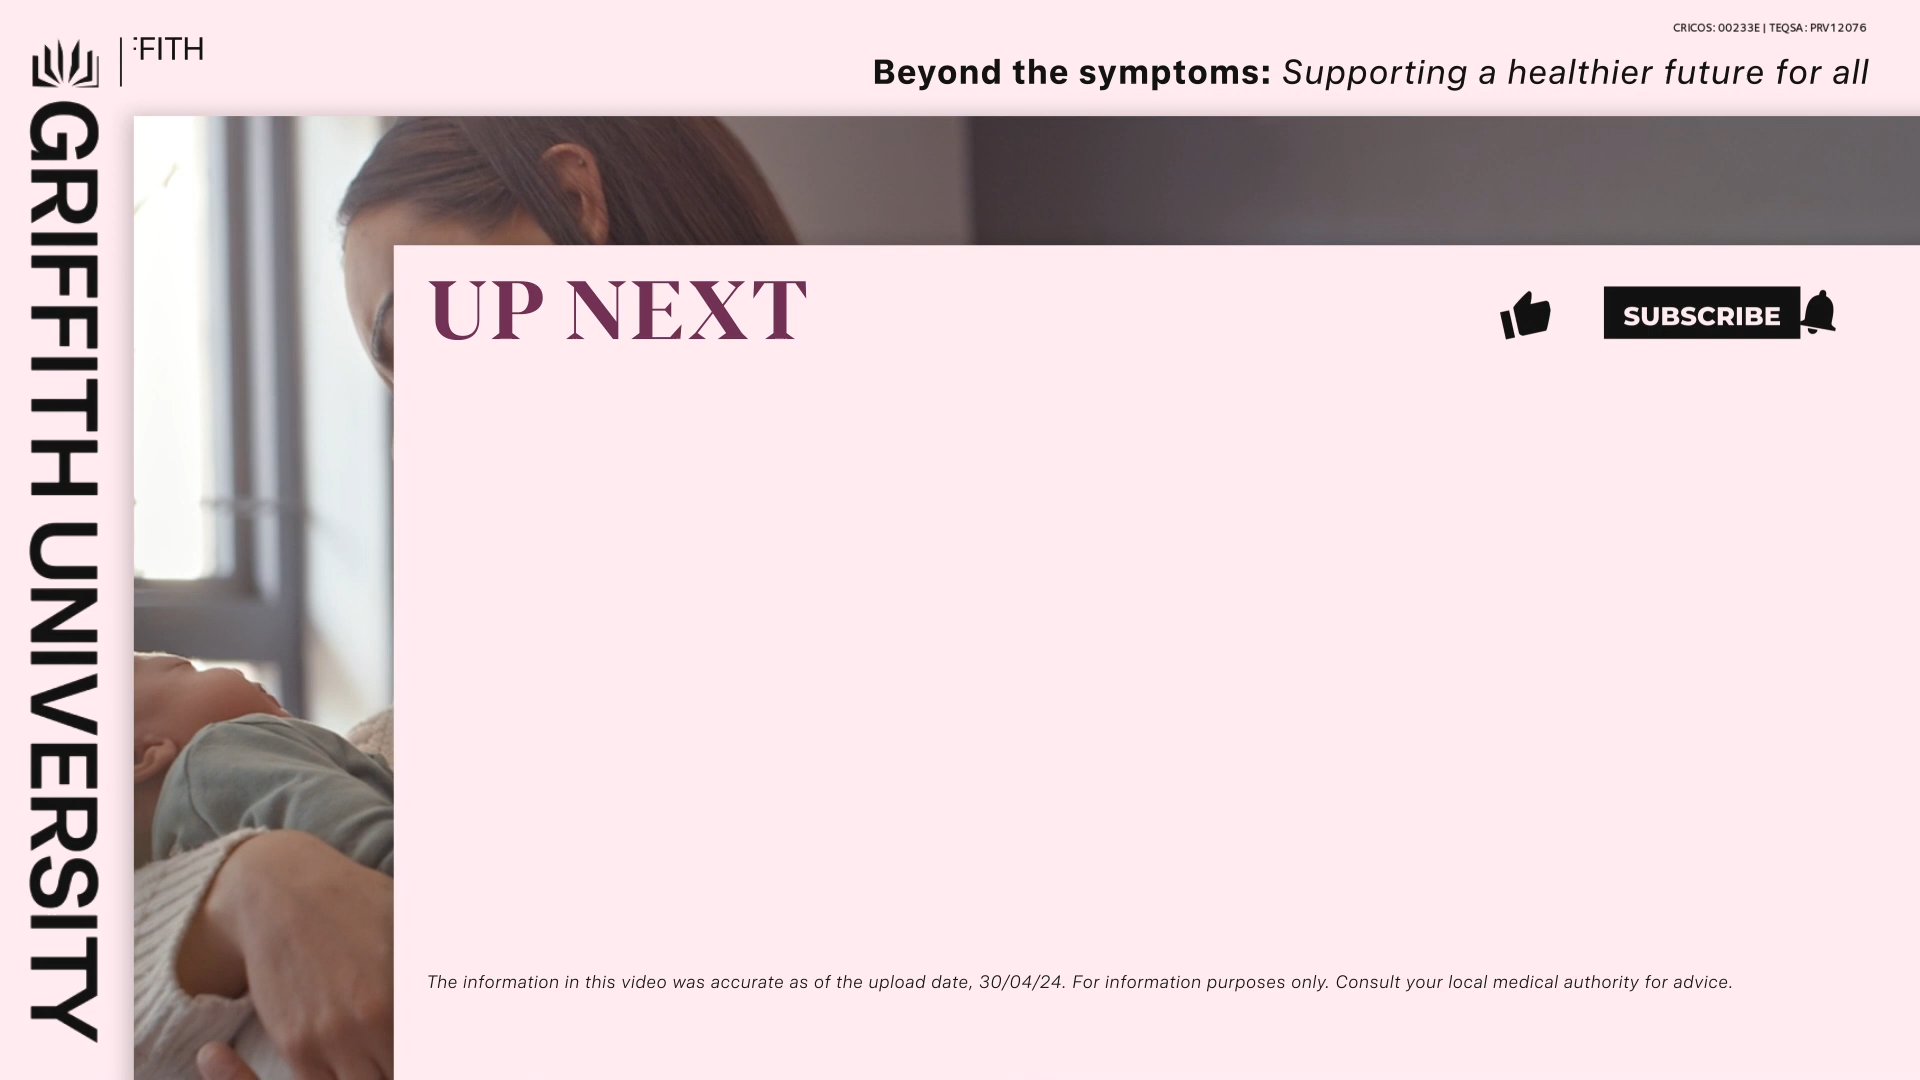 CRICOS: 00233E | TEQSA: PRV12076
FITH
Beyond the symptoms: Supporting a healthier future for all
GRIFFITH UNIVERSITY
UP NEXT
SUBSCRIBE
The information in this video was accurate as of the upload date, 30/04/24. For information purposes only. Consult your local medical authority for advice.